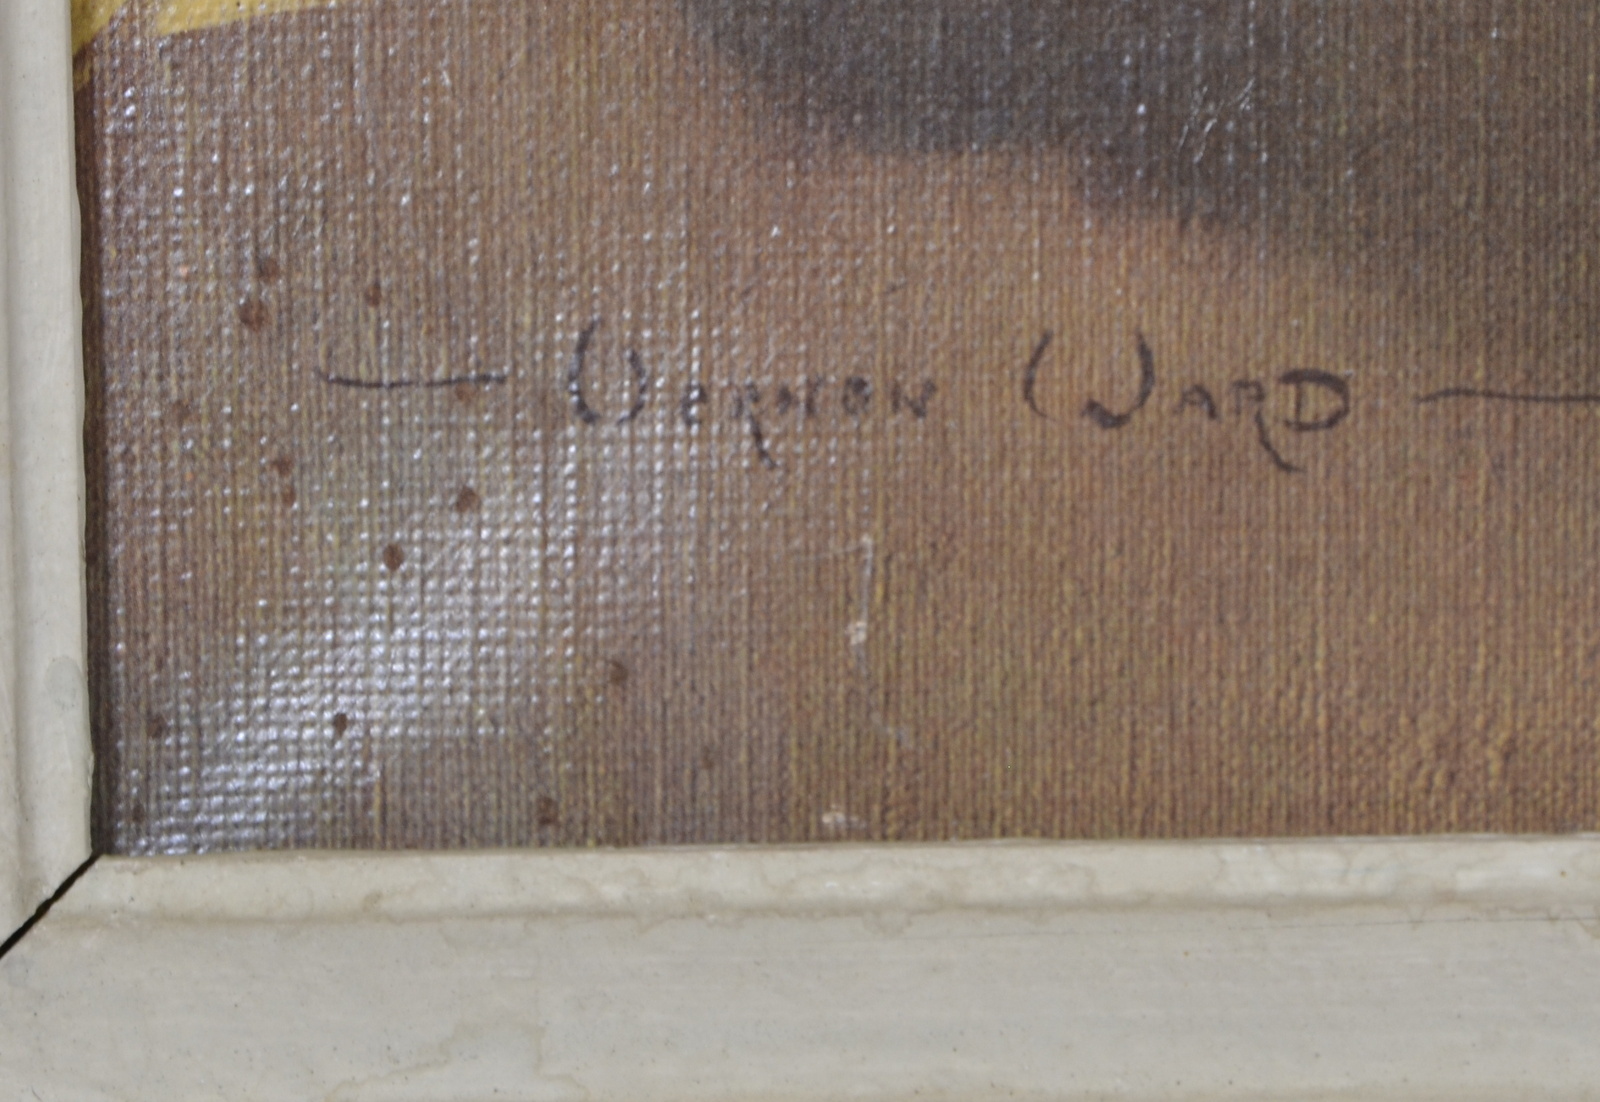 — Vernon Ward —